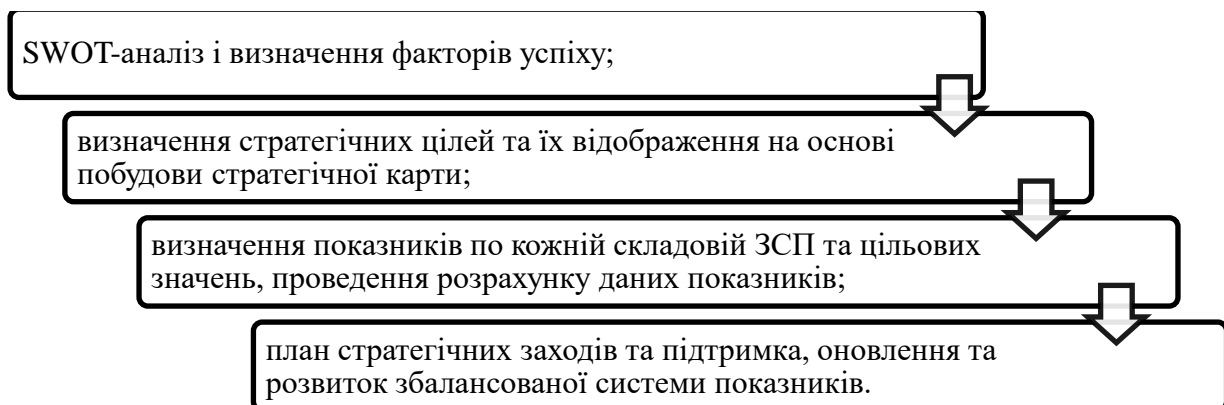 SWOT-аналіз і визначення факторів успіху;
визначення стратегічних цілей та їх відображення на основі
побудови стратегічної карти;
визначення показників по кожній складовій ЗСП та цільових
значень, проведення розрахунку даних показників;
план стратегічних заходів та підтримка, оновлення та
розвиток збалансованої системи показників.